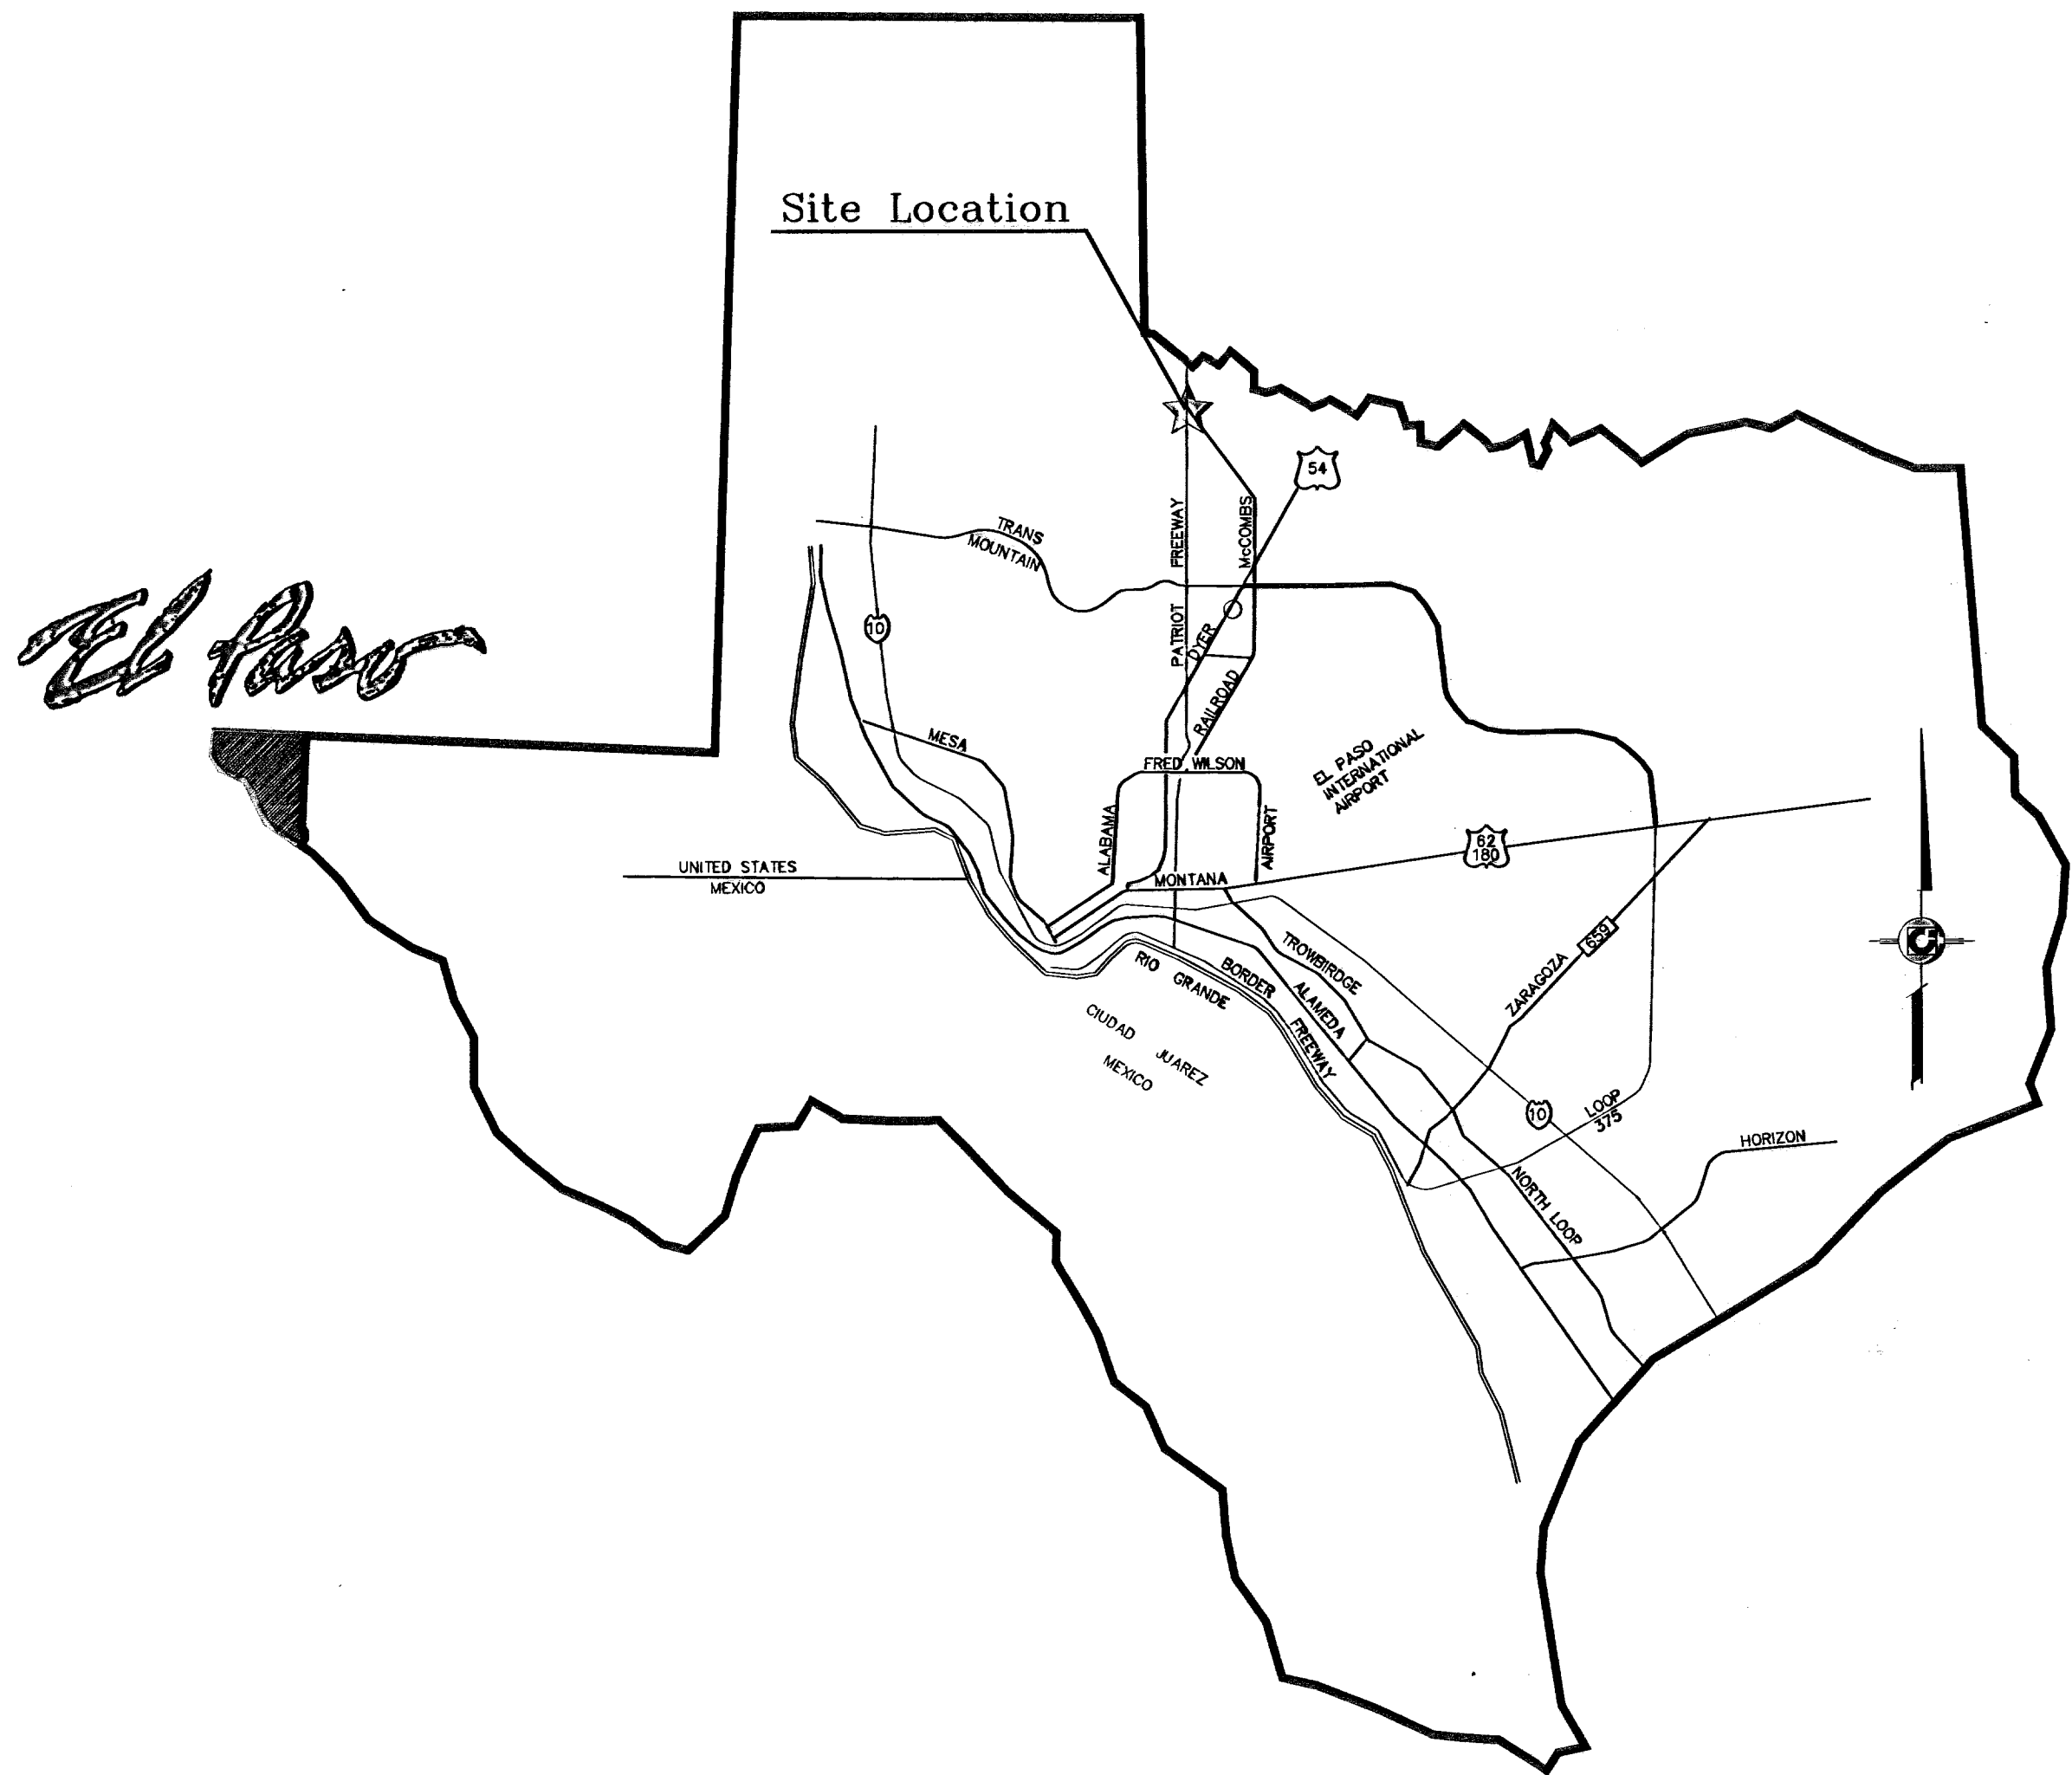 Site Location
54
TRANS
MOUNTAIN
PATRIOT FREEWAY
McCOMBS
El Paso
10
DYER
RAILROAD
MESA
FRED WILSON
EL PASO
INTERNATIONAL
AIRPORT
ALABAMA
AIRPORT
62
180
UNITED STATES
MEXICO
MONTANA
TROWBIRDGE
659
ZARAGOZA
RIO GRANDE
BORDER FREEWAY
ALAMEDA
CIUDAD JUAREZ
MEXICO
10
LOOP
375
HORIZON
NORTH LOOP